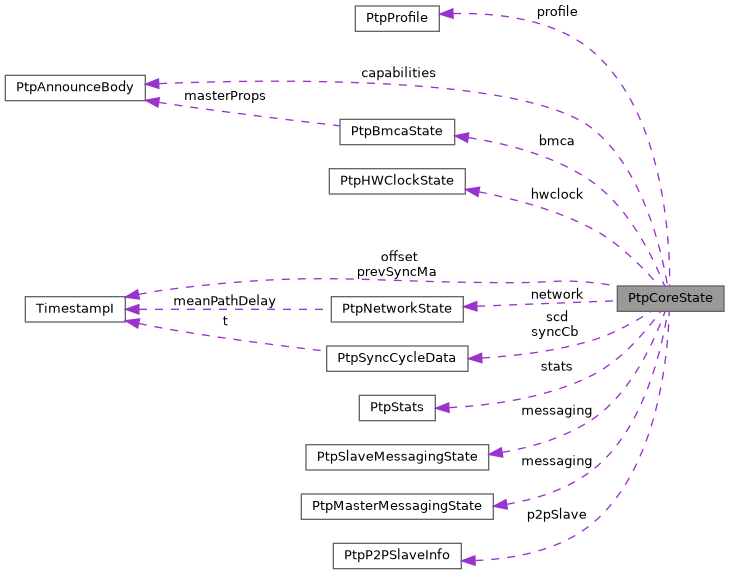 PtpProfile
profile
PtpAnnounceBody
capabilities
masterProps
PtpBmcaState
bmca
PtpHWClockState
hwclock
offset
prevSyncMa
TimestampI
meanPathDelay
PtpNetworkState
network
PtpCoreState
t
scd
syncCb
PtpSyncCycleData
stats
PtpStats
messaging
PtpSlaveMessagingState
messaging
PtpMasterMessagingState
p2pSlave
PtpP2PSlaveInfo